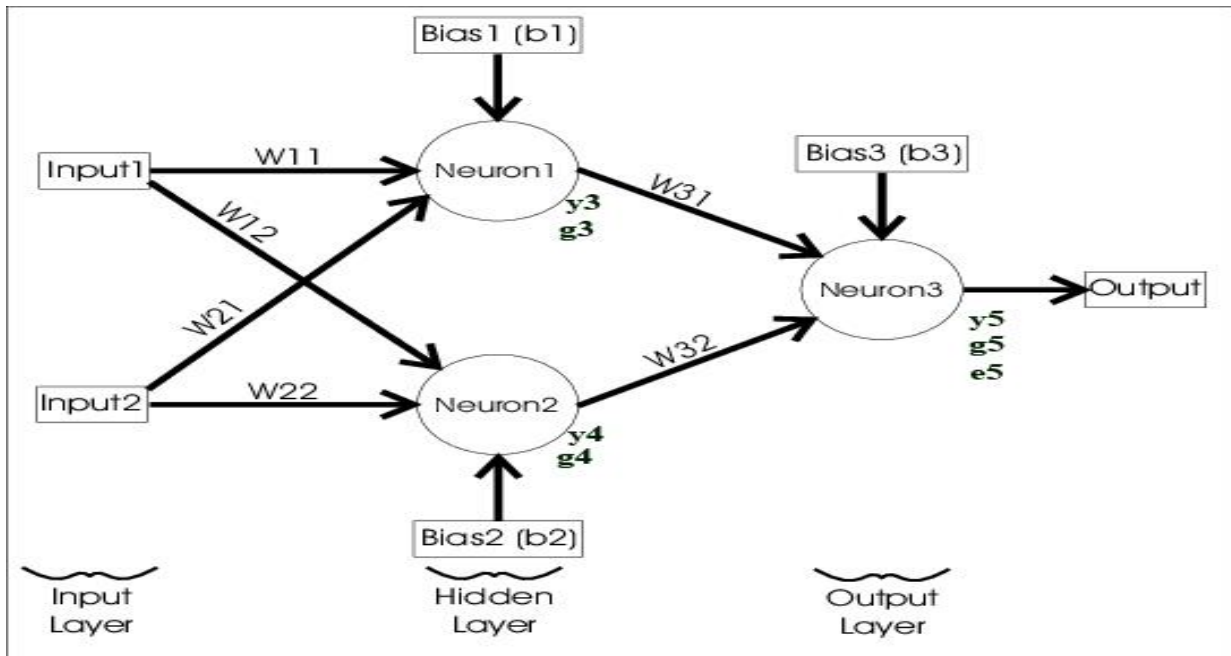 Bias1 (b1)
Bias3 (b3)
Input1
W11
Neuron1
W31
y3
g3
W12
W21
Neuron3
Output
y5
g5
e5
W32
Input2
W22
Neuron2
y4
g4
Bias2 (b2)
Input
Layer
Hidden
Layer
Output
Layer